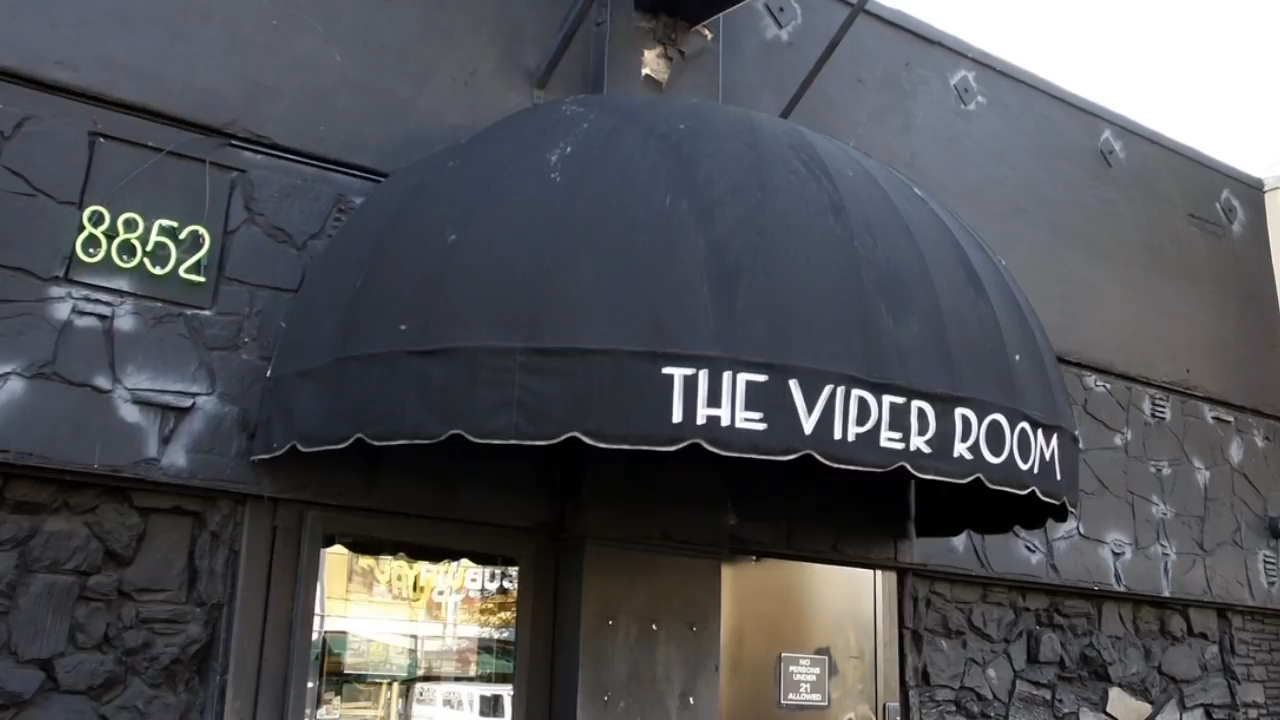 8852
THE VIPER ROOM
NO
PERSONS
UNDER
21
ALLOWED